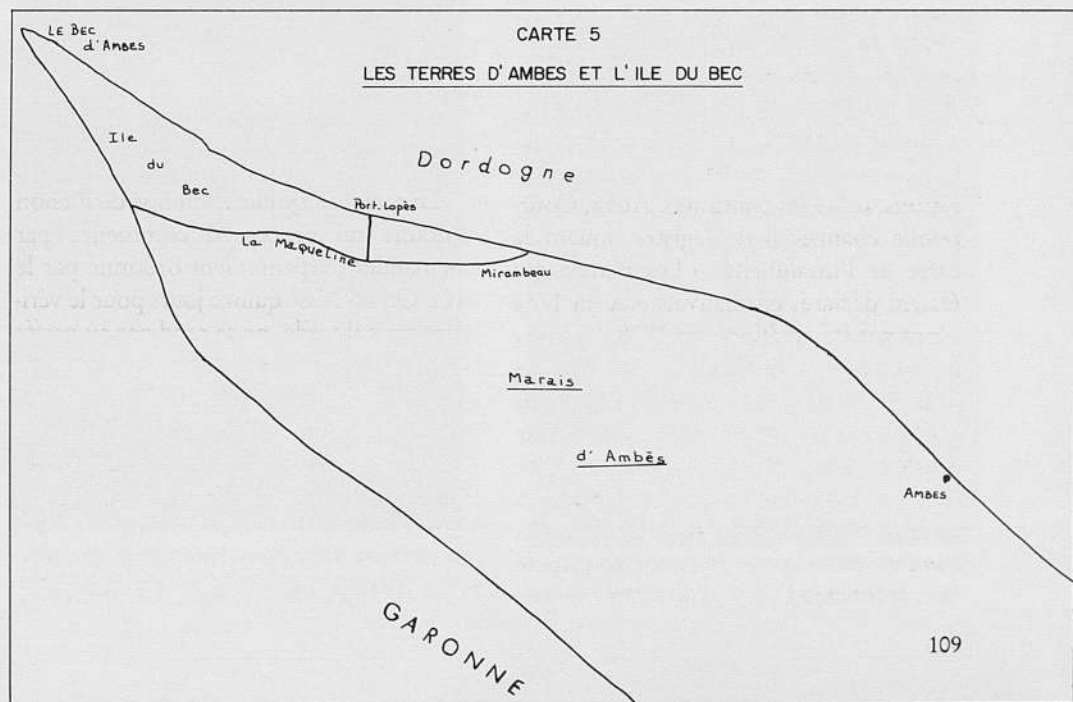 CARTE 5
LES TERRES D'AMBES ET L'ILE DU BEC
LE BEC
d'AMBES
Ile
du
Bec
Dordogne
Port. Lopès
La Maqueline
Mirambeau
Marais
d' Ambès
AMBES
GARONNE
109